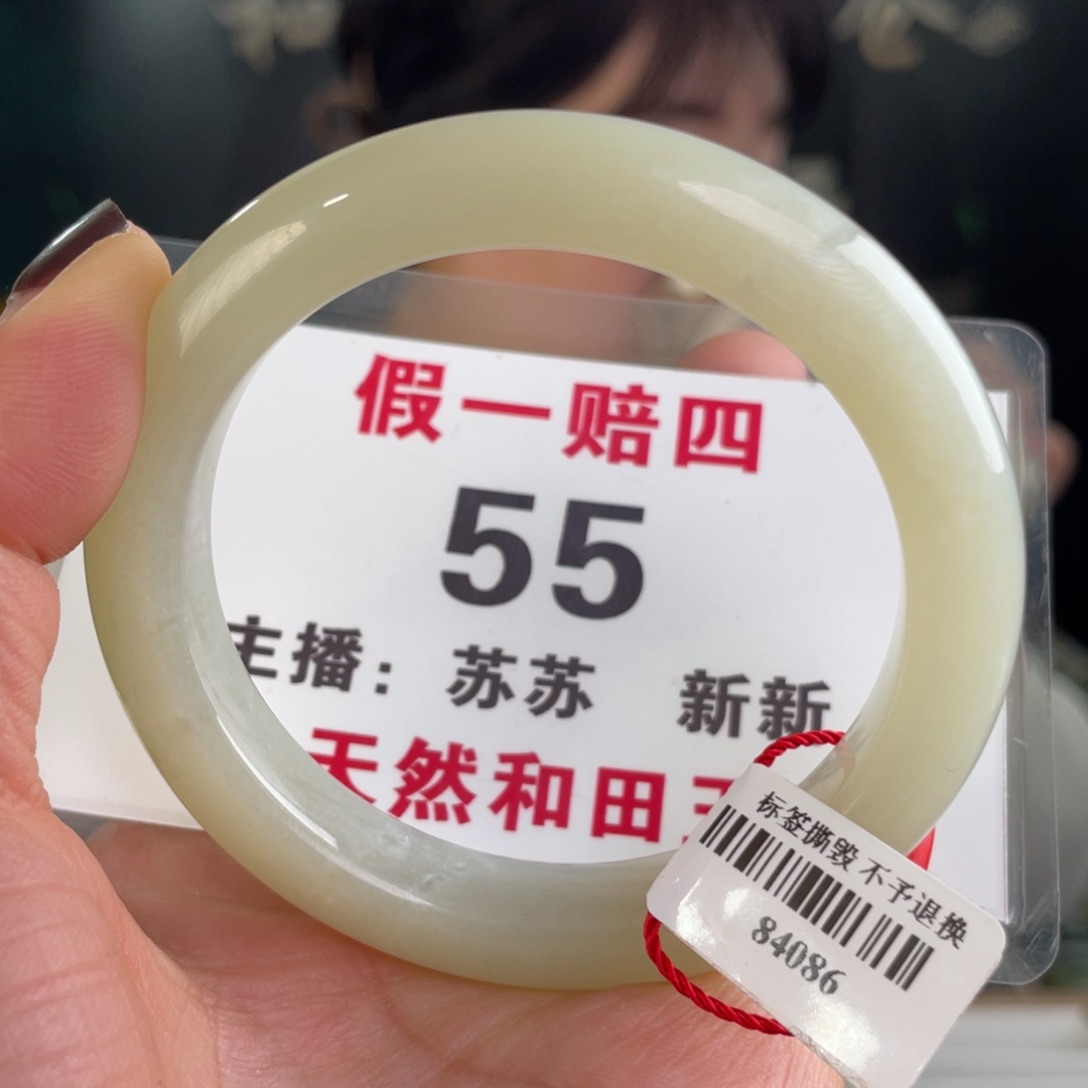 假一赔四
55
主播：苏苏 新新
天然和田玉
标签撕毁 不予退换
84086